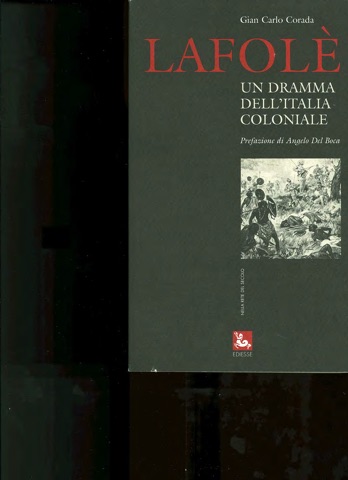 Gian Carlo Corada
LAFOLÈ
UN DRAMMA
DELL'ITALIA
COLONIALE
Prefazione di Angelo Del Boca
EDIESSE